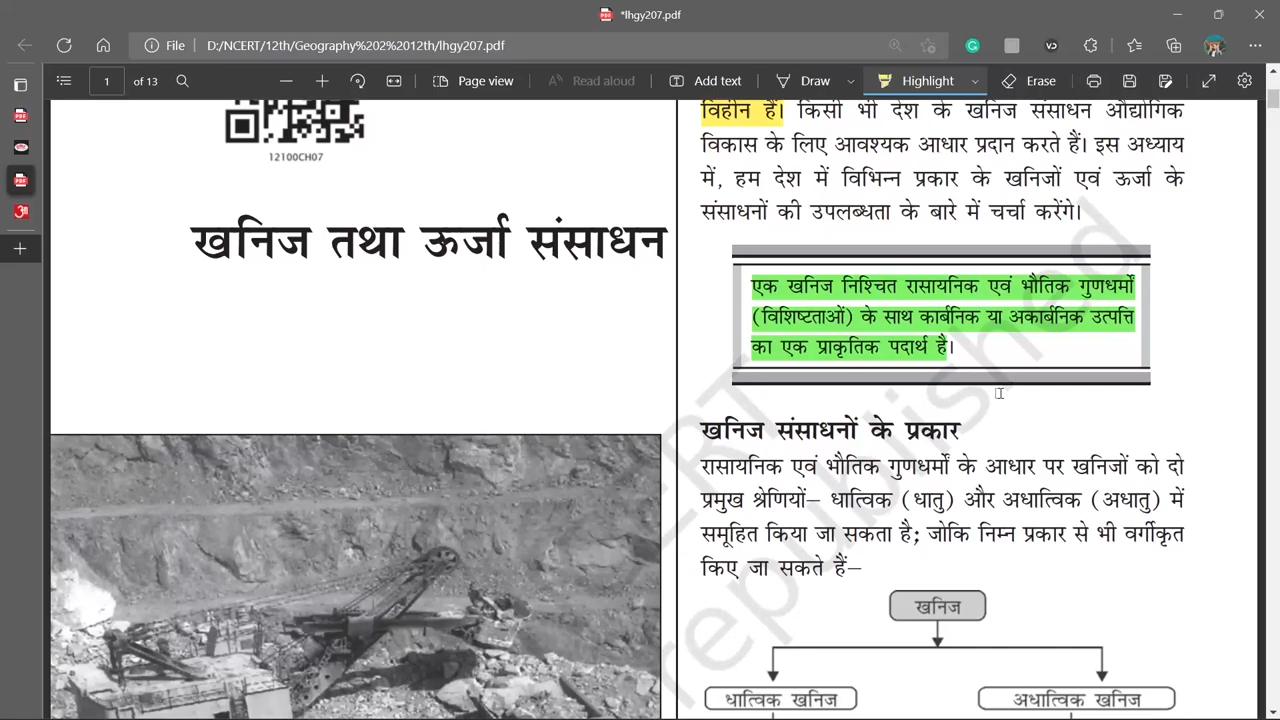 *lhgy207.pdf
File D:/NCERT/12th/Geography%202%2012th/lhgy207.pdf
1 of 13 Page view Read aloud Add text Draw Highlight Erase
12100CH07
खनिज तथा ऊर्जा संसाधन
विहीन हैं। किसी भी देश के खनिज संसाधन औद्योगिक
विकास के लिए आवश्यक आधार प्रदान करते हैं। इस अध्याय
में, हम देश में विभिन्न प्रकार के खनिजों एवं ऊर्जा के
संसाधनों की उपलब्धता के बारे में चर्चा करेंगे।
एक खनिज निश्चित रासायनिक एवं भौतिक गुणधर्मों
(विशिष्टताओं) के साथ कार्बनिक या अकार्बनिक उत्पत्ति
का एक प्राकृतिक पदार्थ है।
खनिज संसाधनों के प्रकार
रासायनिक एवं भौतिक गुणधर्मों के आधार पर खनिजों को दो
प्रमुख श्रेणियों– धात्विक (धातु) और अधात्विक (अधातु) में
समूहित किया जा सकता है; जोकि निम्न प्रकार से भी वर्गीकृत
किए जा सकते हैं–
खनिज
धात्विक खनिज
अधात्विक खनिज
republished